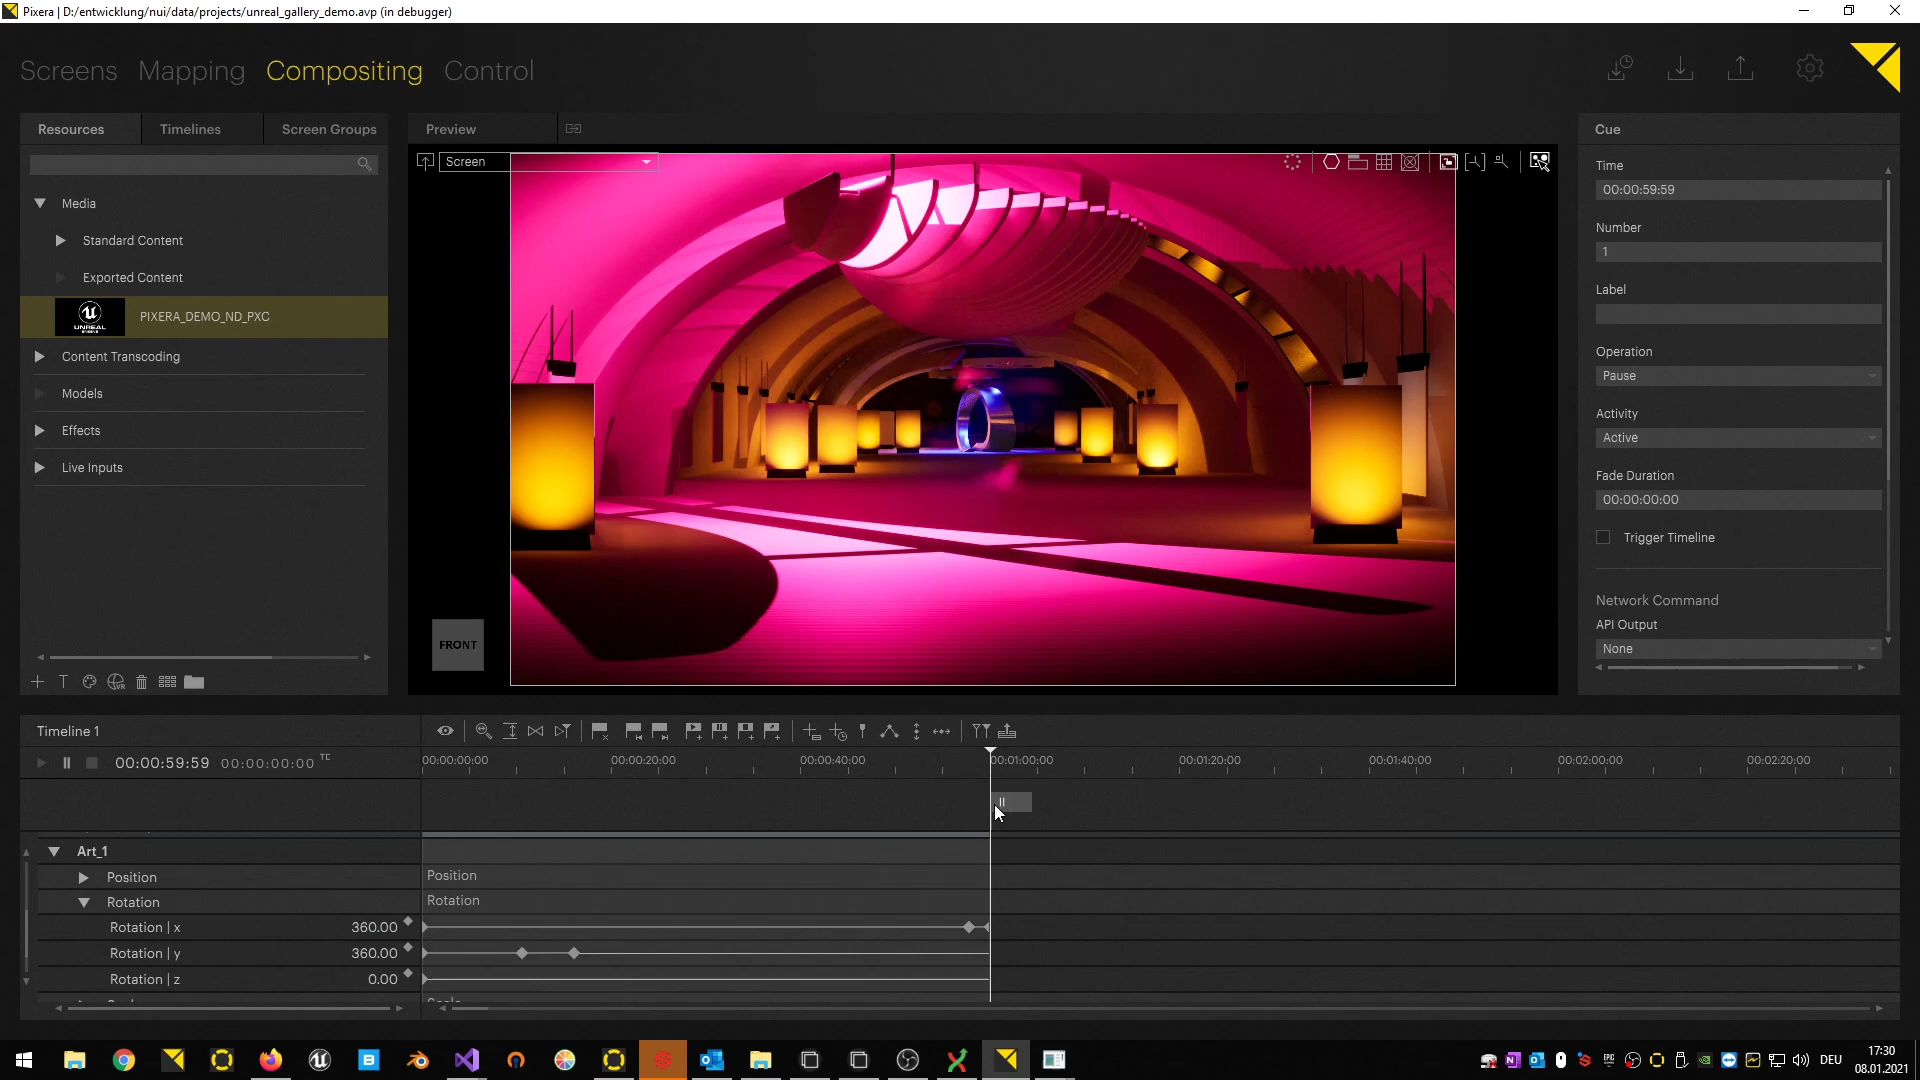 Pixera | D:/entwicklung/nui/data/projects/unreal_gallery_demo.avp (in debugger)
Screens Mapping Compositing Control
Resources Timelines Screen Groups
Preview
Cue
Screen
Media
Standard Content
Exported Content
UNREAL
ENGINE
PIXERA_DEMO_ND_PXC
Content Transcoding
Models
Effects
Live Inputs
FRONT
Time
00:00:59:59
Number
1
Label
Operation
Pause
Activity
Active
Fade Duration
00:00:00:00
Trigger Timeline
Network Command
API Output
None
Timeline 1
00:00:59:59 00:00:00:00 TC
00:00:00:00 00:00:20:00 00:00:40:00 00:01:00:00 00:01:20:00 00:01:40:00 00:02:00:00 00:02:20:00
Art_1
Position Position
Rotation Rotation
Rotation | x 360.00
Rotation | y 360.00
Rotation | z 0.00
DEU
17:30
08.01.2021